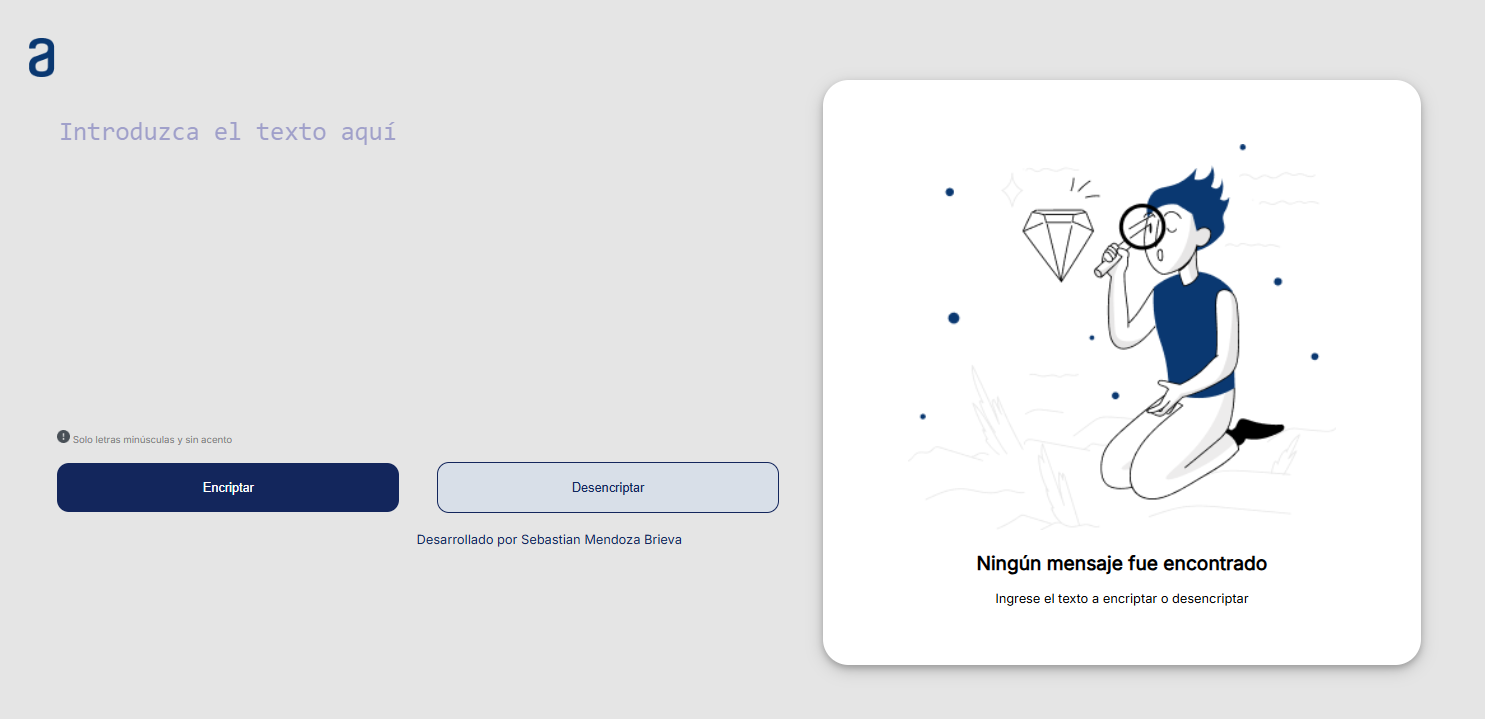 a
Introduzca el texto aquí
Solo letras minúsculas y sin acento
Encriptar
Desencriptar
Desarrollado por Sebastian Mendoza Brieva
Ningún mensaje fue encontrado
Ingrese el texto a encriptar o desencriptar